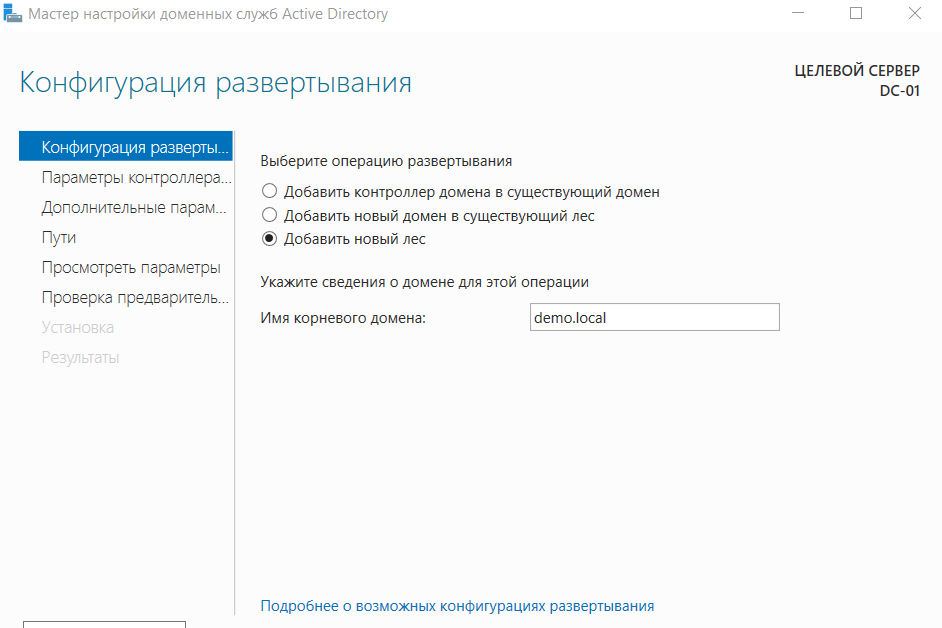 Мастер настройки доменных служб Active Directory
Конфигурация развертывания
ЦЕЛЕВОЙ СЕРВЕР
DC-01
Конфигурация разверты...
Параметры контроллера...
Дополнительные парам...
Пути
Просмотреть параметры
Проверка предваритель...
Установка
Результаты
Выберите операцию развертывания
Добавить контроллер домена в существующий домен
Добавить новый домен в существующий лес
Добавить новый лес
Укажите сведения о домене для этой операции
Имя корневого домена: demo.local
Подробнее о возможных конфигурациях развертывания